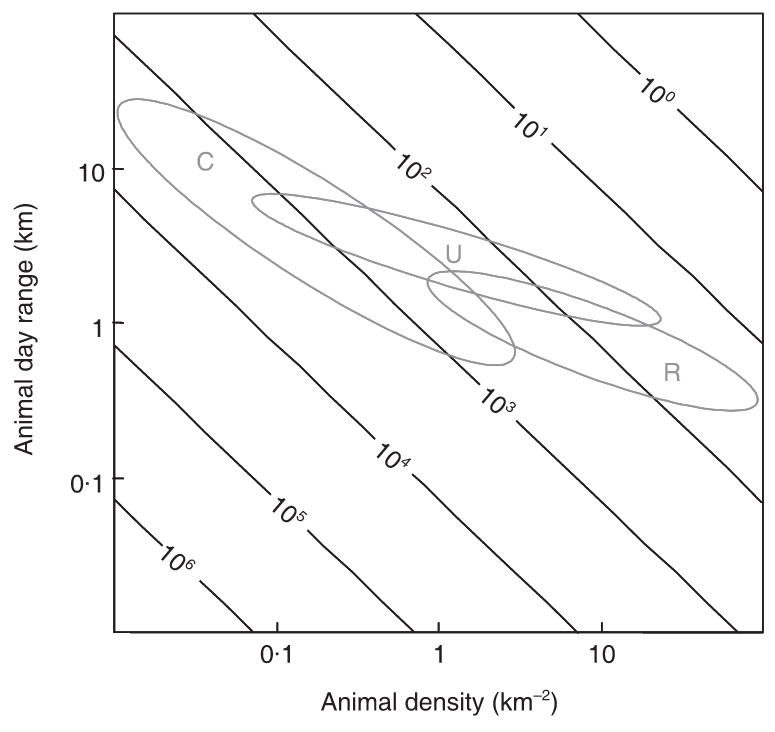 10⁰
10¹
10²
C
10
U
1
R
10³
10⁴
0·1
10⁵
10⁶
0·1 1 10
Animal day range (km)
Animal density (km⁻²)